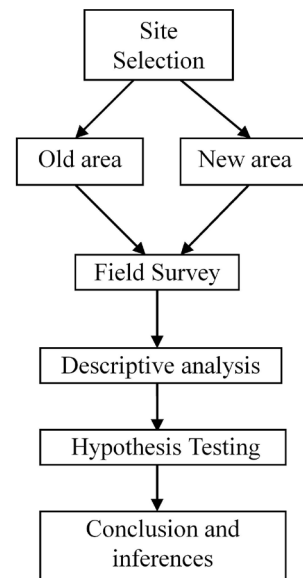 Site
Selection
Old area
New area
Field Survey
Descriptive analysis
Hypothesis Testing
Conclusion and
inferences